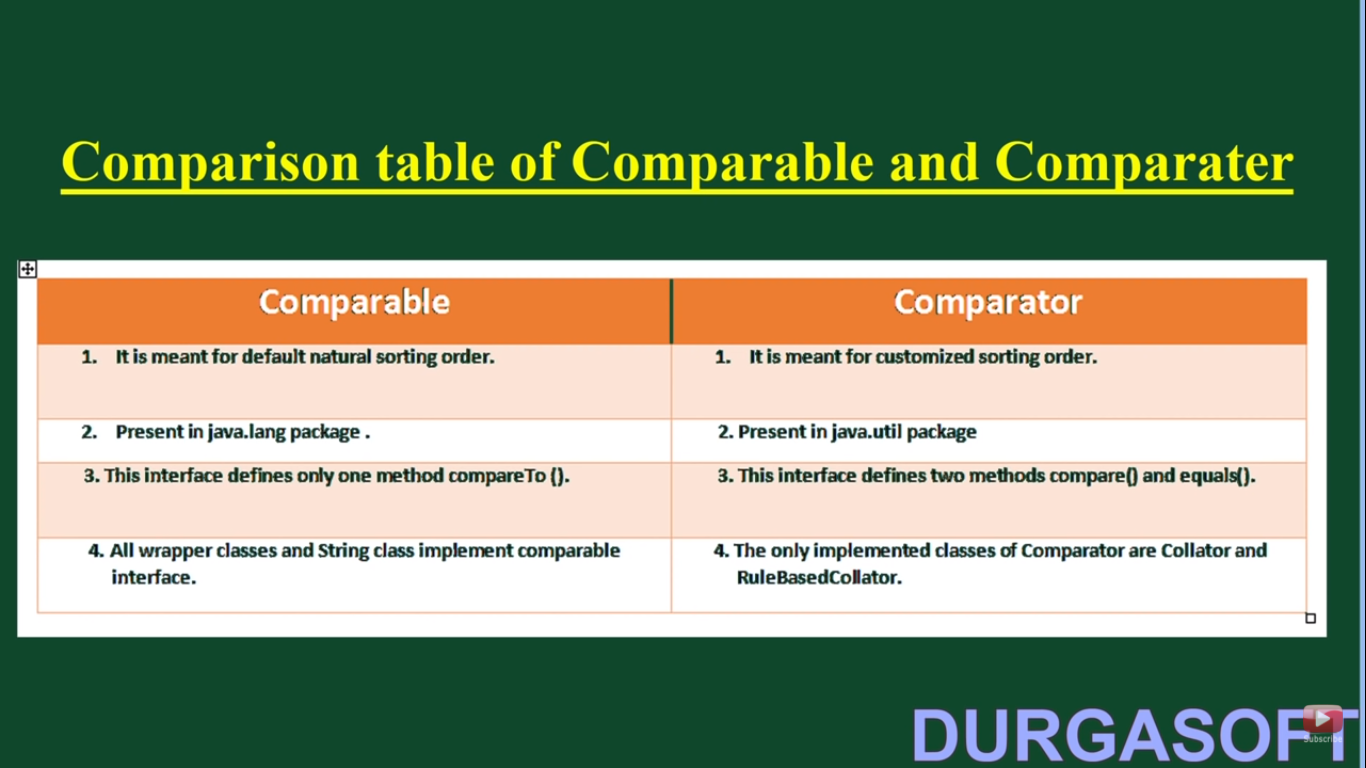 Comparison table of Comparable and Comparater
Comparable
Comparator
1. It is meant for default natural sorting order.
1. It is meant for customized sorting order.
2. Present in java.lang package .
2. Present in java.util package
3. This interface defines only one method compareTo ().
3. This interface defines two methods compare() and equals().
4. All wrapper classes and String class implement comparable
interface.
4. The only implemented classes of Comparator are Collator and
RuleBasedCollator.
DURGASOFT
Subscribe